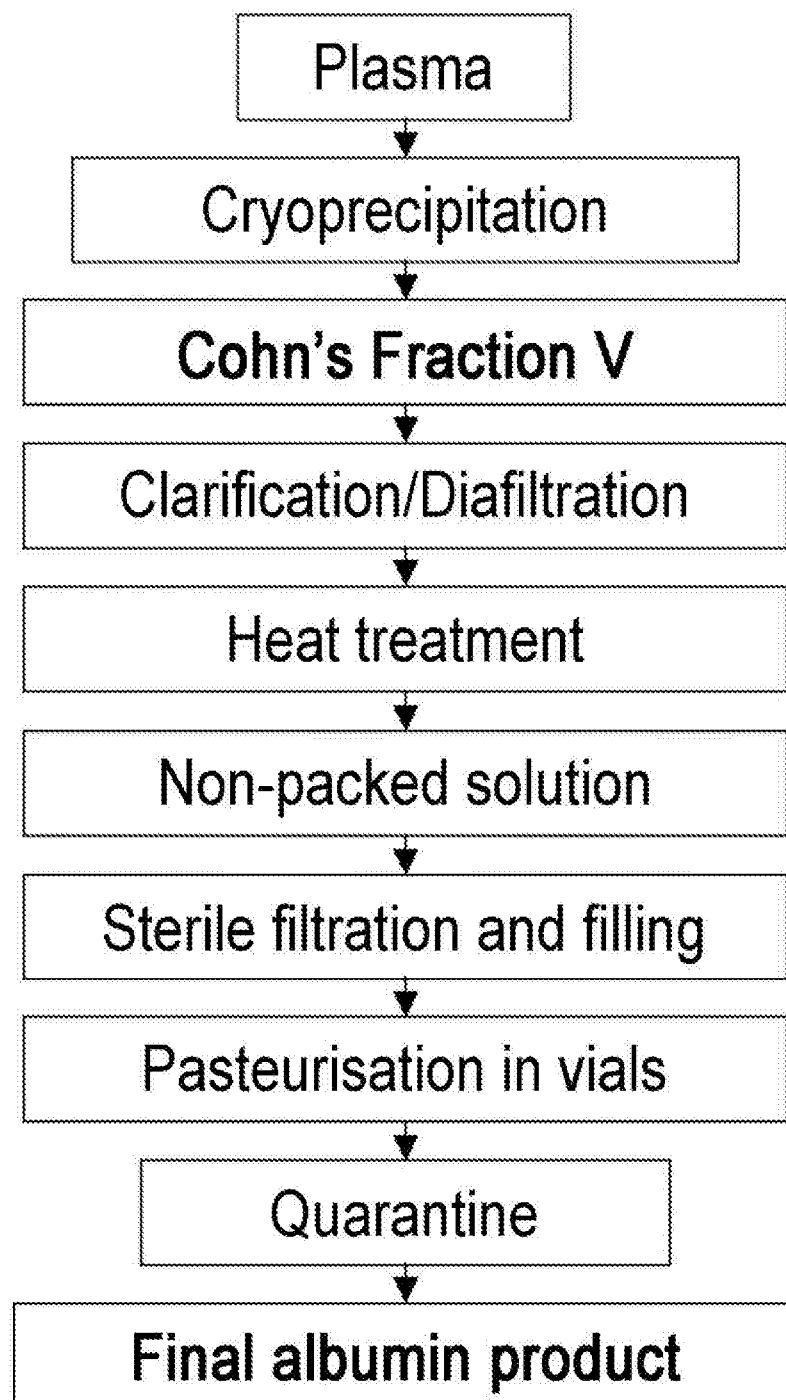 Plasma
Cryoprecipitation
Cohn's Fraction V
Clarification/Diafiltration
Heat treatment
Non-packed solution
Sterile filtration and filling
Pasteurisation in vials
Quarantine
Final albumin product